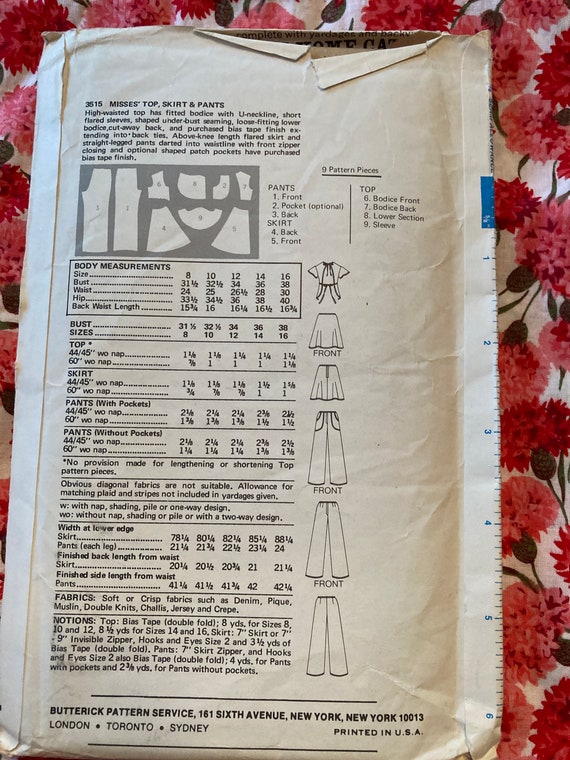 complete with yardages and backv
HOME CAT
3515 MISSES' TOP, SKIRT & PANTS
High-waisted top has fitted bodice with U-neckline, short
flared sleeves, shaped under-bust seaming, loose-fitting lower
bodice, cut-away back, and purchased bias tape finish ex-
tending into back ties. Above-knee length flared skirt and
straight-legged pants darted into waistline with front zipper
closing and optional shaped patch pockets have purchased
bias tape finish.
9 Pattern Pieces
PANTS
1. Front
2. Pocket (optional)
3. Back
SKIRT
4. Back
5. Front
TOP
6. Bodice Front
7. Bodice Back
8. Lower Section
9. Sleeve
BODY MEASUREMENTS
Size 8 10 12 14 16
Bust 31½ 32½ 34 36 38
Waist 24 25 26½ 28 30
Hip 33½ 34½ 36 38 40
Back Waist Length 15¾ 16 16¼ 16½ 16¾
BUST 31 ½ 32 ½ 34 36 38
SIZES 8 10 12 14 16
TOP *
44/45" wo nap 1⅛ 1⅛ 1¼ 1¼ 1¼
60" wo nap ⅞ 1 1 1 1⅛
SKIRT
44/45" wo nap 1⅛ 1⅛ 1⅛ 1½ 1⅝
60" wo nap ¾ ⅞ ⅞ 1 1
PANTS (With Pockets)
44/45" wo nap 2⅛ 2¼ 2¼ 2⅜ 2½
60" wo nap 1⅜ 1⅜ 1⅜ 1½ 1½
PANTS (Without Pockets)
44/45" wo nap 2⅛ 2¼ 2¼ 2⅜ 2½
60" wo nap 1¼ 1¼ 1¼ 1⅜ 1⅜
*No provision made for lengthening or shortening Top
pattern pieces.
Obvious diagonal fabrics are not suitable. Allowance for
matching plaid and stripes not included in yardages given.
w: with nap, shading, pile or one-way design.
wo: without nap, shading or pile or with a two-way design.
Width at lower edge
Skirt 78¼ 80¼ 82¼ 85¼ 88¼
Pants (each leg) 21¼ 21¾ 22½ 23¼ 24
Finished back length from waist
Skirt 20¼ 20½ 20¾ 21 21¼
Finished side length from waist
Pants 41¼ 41½ 41¾ 42 42¼
FABRICS: Soft or Crisp fabrics such as Denim, Pique,
Muslin, Double Knits, Challis, Jersey and Crepe.
NOTIONS: Top: Bias Tape (double fold); 8 yds, for Sizes 8,
10 and 12, 8½ yds for Sizes 14 and 16, Skirt: 7" Skirt or 7"
- 9" Invisible Zipper, Hooks and Eyes Size 2 and 3½ yds of
Bias Tape (double fold). Pants: 7" Skirt Zipper, and Hooks
and Eyes Size 2 also Bias Tape (double fold); 4 yds, for Pants
with pockets and 2⅜ yds. for Pants without pockets.
FRONT
FRONT
FRONT
BUTTERICK PATTERN SERVICE, 161 SIXTH AVENUE, NEW YORK, NEW YORK 10013
LONDON • TORONTO • SYDNEY
PRINTED IN U.S.A.
⅝
2
3
4
5
6